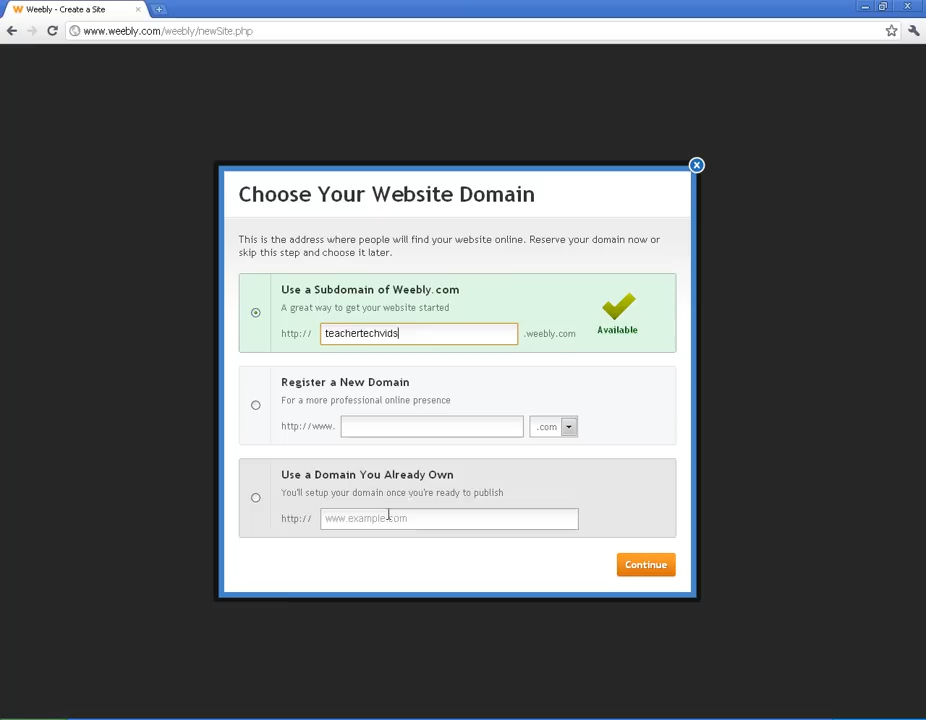 Weebly - Create a Site
www.weebly.com/weebly/newSite.php
Choose Your Website Domain
This is the address where people will find your website online. Reserve your domain now or
skip this step and choose it later.
Use a Subdomain of Weebly.com
A great way to get your website started
http:// teachertechvids .weebly.com
Available
Register a New Domain
For a more professional online presence
http://www. .com
Use a Domain You Already Own
You'll setup your domain once you're ready to publish
http:// www.example.com
Continue